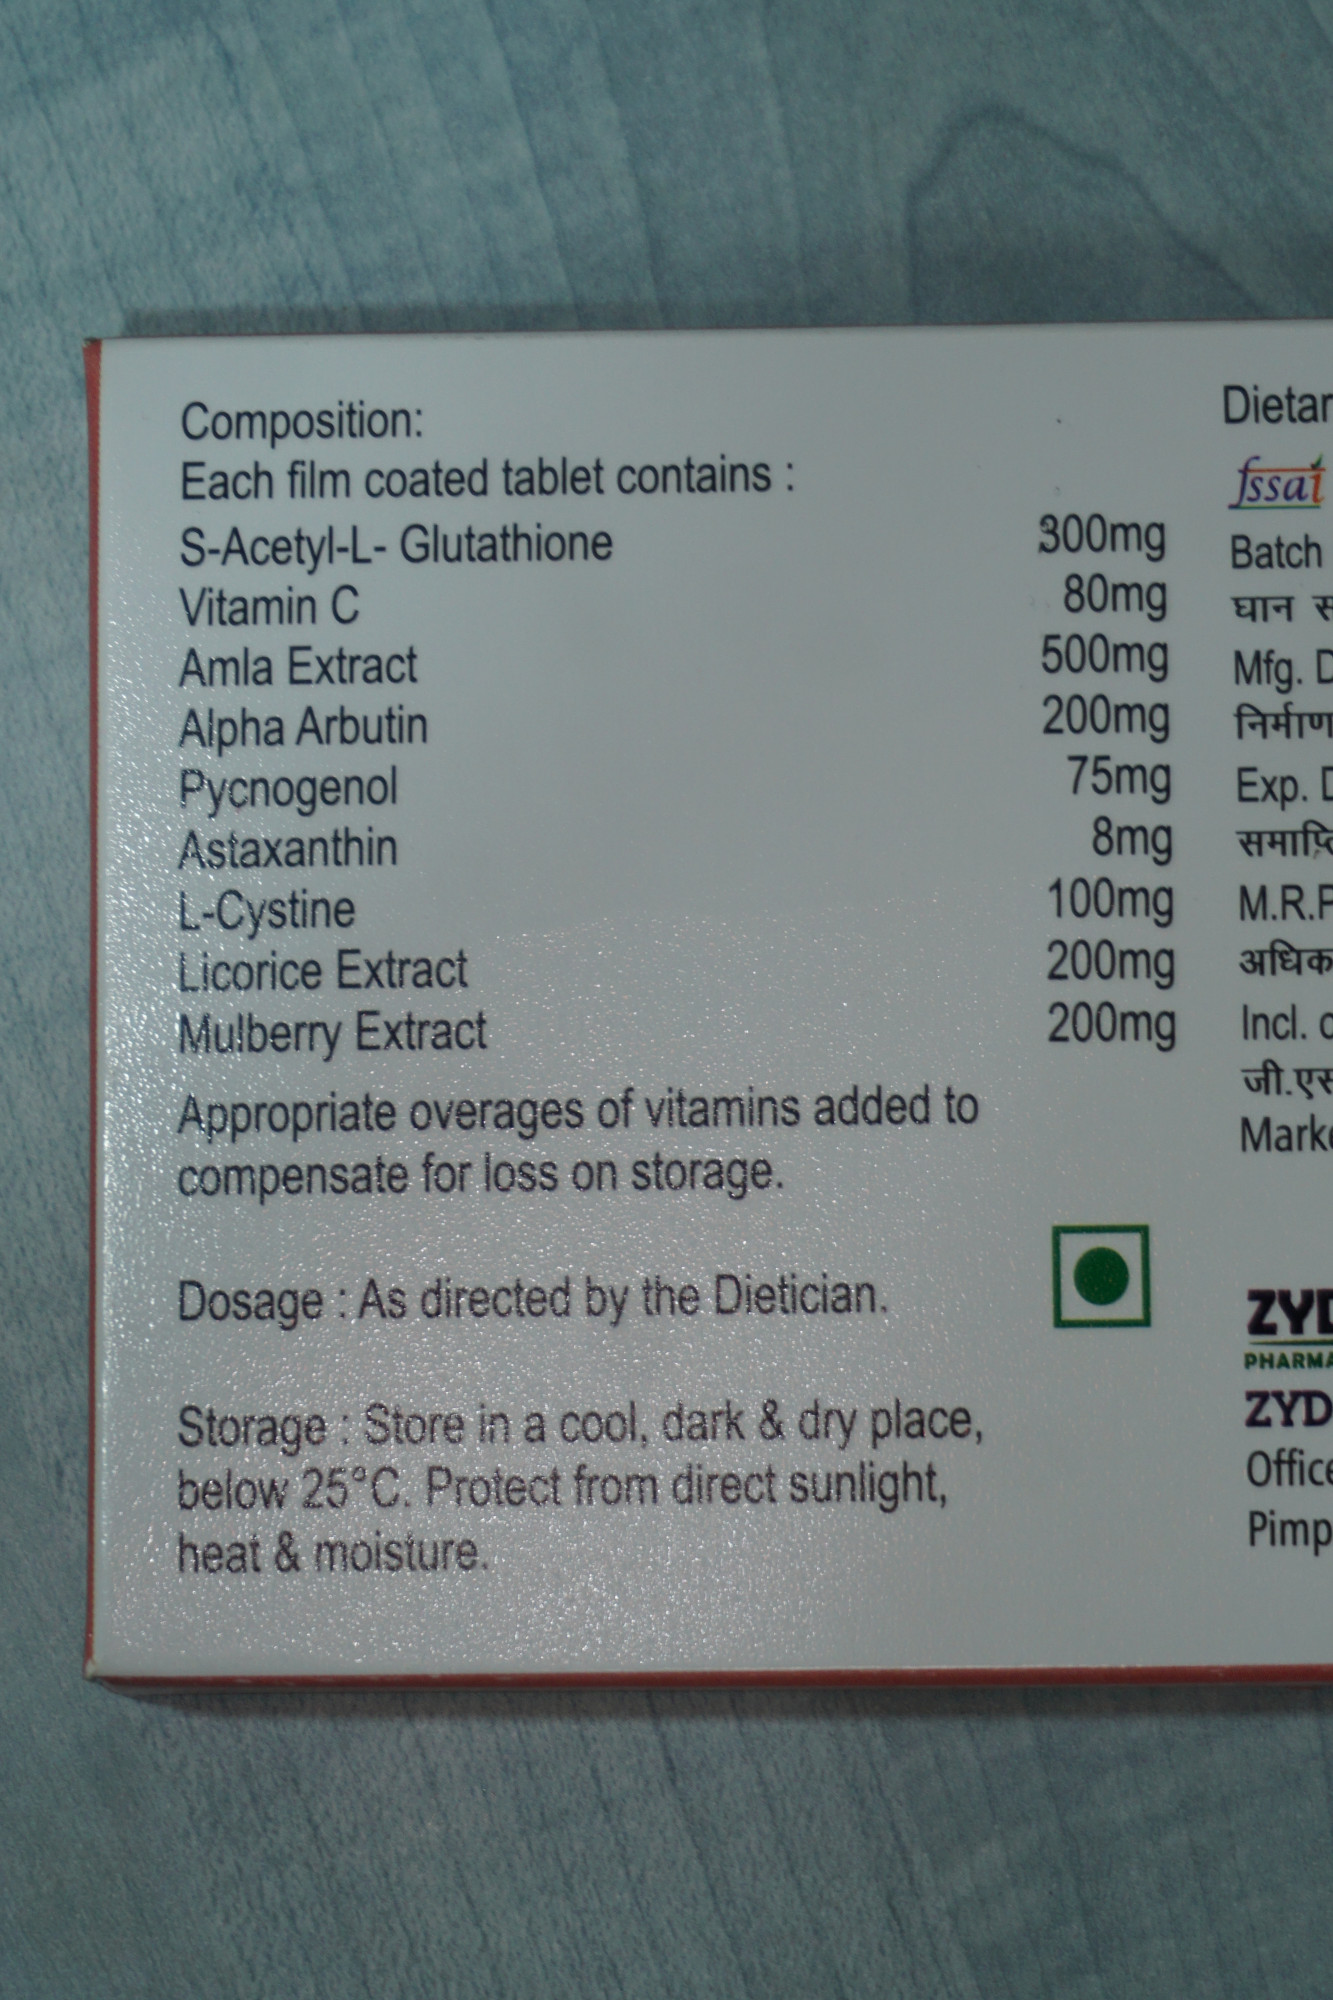 Composition:
Each film coated tablet contains :
S-Acetyl-L- Glutathione 300mg
Vitamin C 80mg
Amla Extract 500mg
Alpha Arbutin 200mg
Pycnogenol 75mg
Astaxanthin 8mg
L-Cystine 100mg
Licorice Extract 200mg
Mulberry Extract 200mg
Appropriate overages of vitamins added to
compensate for loss on storage.
Dosage : As directed by the Dietician.
Storage : Store in a cool, dark & dry place,
below 25°C. Protect from direct sunlight,
heat & moisture.
fssai
Batch
घान
Mfg.
निर्माण
Exp.
Incl.